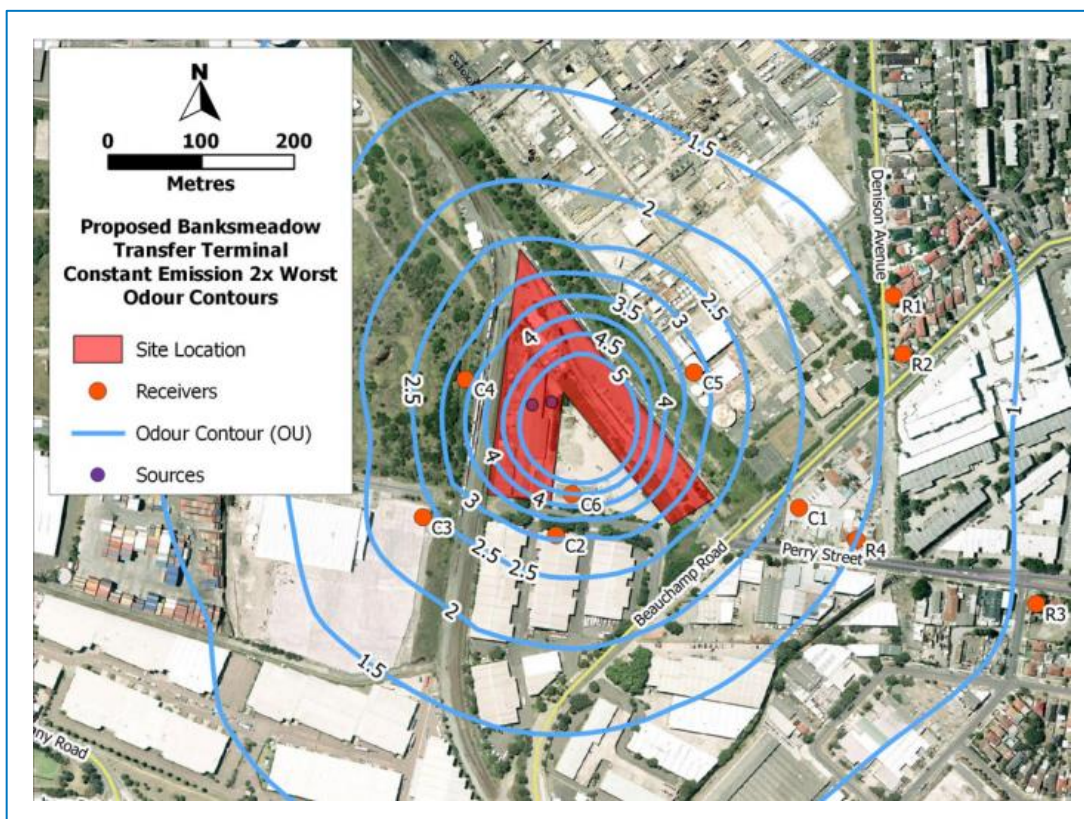 N
0 100 200
Metres
Proposed Banksmeadow
Transfer Terminal
Constant Emission 2x Worst
Odour Contours
Site Location
Receivers
Odour Contour (OU)
Sources
1.5
2
2.5
3
3.5
4
4.5
5
4
4
4
3
2.5
2.5
2.5
2
1.5
1
C4
C5
C6
C3
C2
C1
R1
R2
R4
R3
Denison Avenue
Beauchamp Road
Perry Street
ony Road